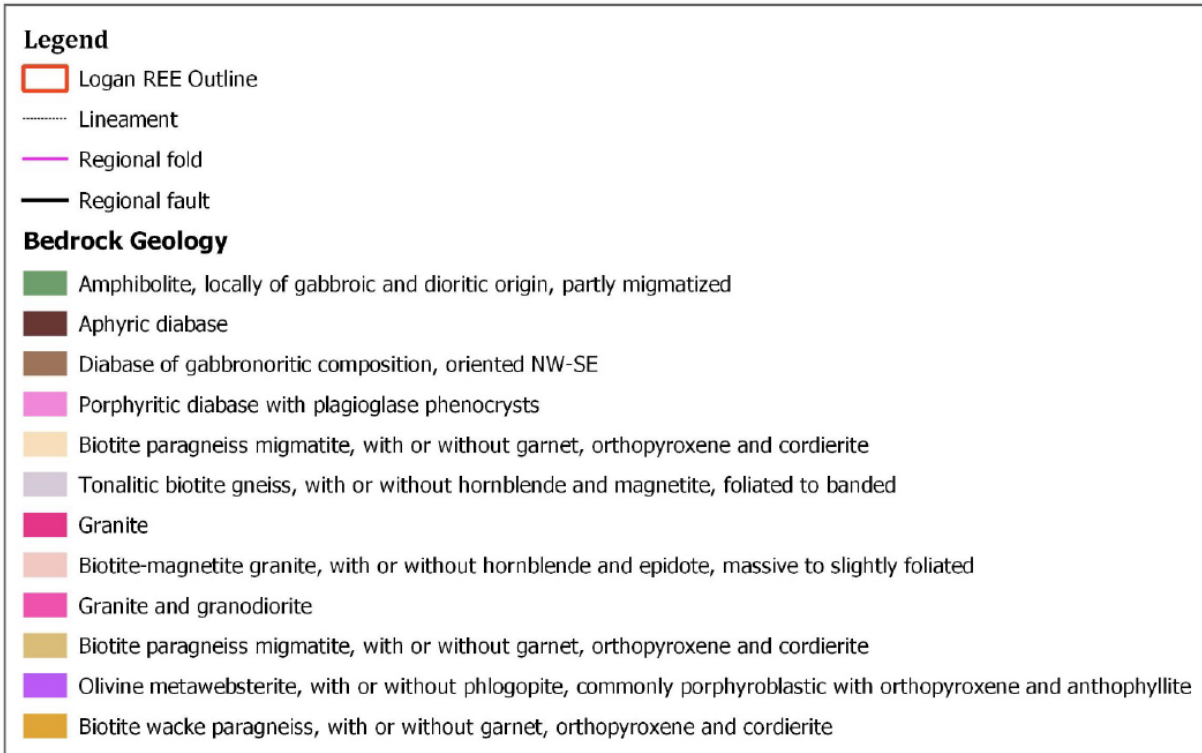 Legend
Logan REE Outline
Lineament
Regional fold
Regional fault
Bedrock Geology
Amphibolite, locally of gabbroic and dioritic origin, partly migmatized
Aphyric diabase
Diabase of gabbronoritic composition, oriented NW-SE
Porphyritic diabase with plagioglase phenocrysts
Biotite paragneiss migmatite, with or without garnet, orthopyroxene and cordierite
Tonalitic biotite gneiss, with or without hornblende and magnetite, foliated to banded
Granite
Biotite-magnetite granite, with or without hornblende and epidote, massive to slightly foliated
Granite and granodiorite
Biotite paragneiss migmatite, with or without garnet, orthopyroxene and cordierite
Olivine metawebsterite, with or without phlogopite, commonly porphyroblastic with orthopyroxene and anthophyllite
Biotite wacke paragneiss, with or without garnet, orthopyroxene and cordierite